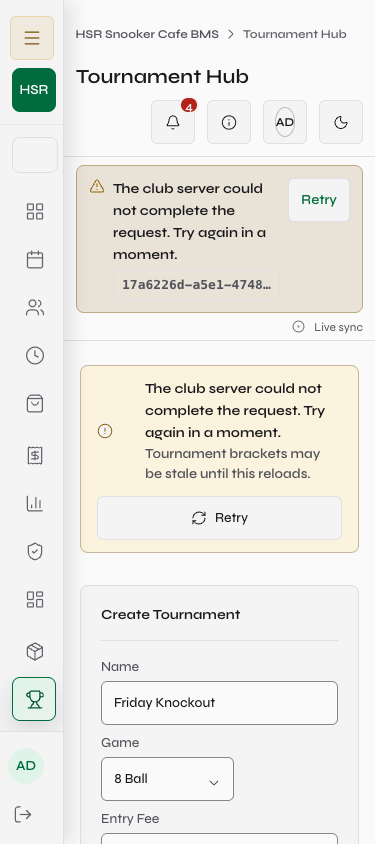 HSR Snooker Cafe BMS > Tournament Hub
HSR
Tournament Hub
4
AD
The club server could
not complete the
request. Try again in a
moment.
Retry
17a6226d-a5e1-4748…
Live sync
The club server could not
complete the request. Try
again in a moment.
Tournament brackets may
be stale until this reloads.
Retry
Create Tournament
Name
Friday Knockout
Game
8 Ball
Entry Fee
AD